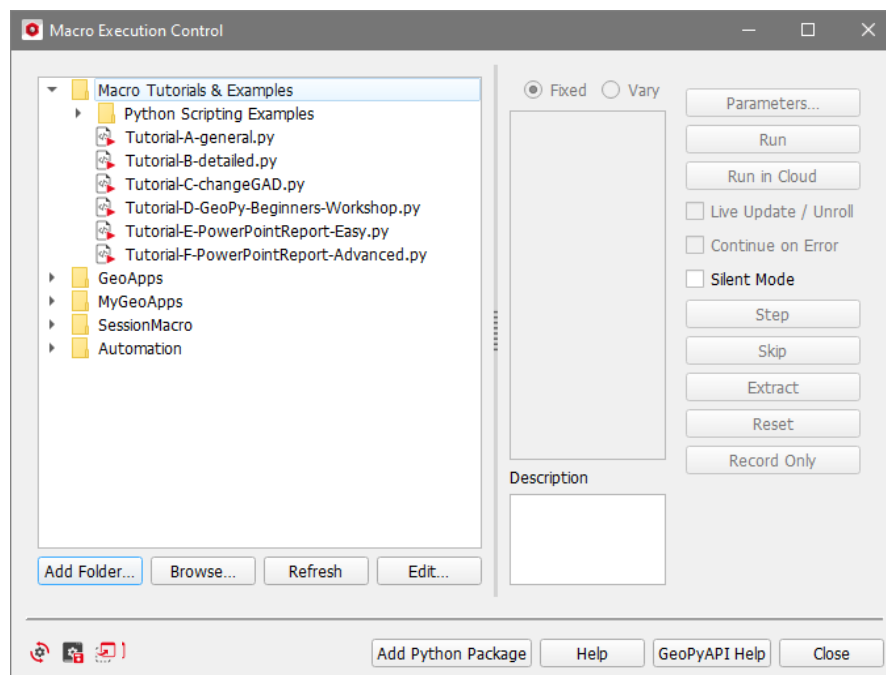 Macro Execution Control
Macro Tutorials & Examples
Python Scripting Examples
Tutorial-A-general.py
Tutorial-B-detailed.py
Tutorial-C-changeGAD.py
Tutorial-D-GeoPy-Beginners-Workshop.py
Tutorial-E-PowerPointReport-Easy.py
Tutorial-F-PowerPointReport-Advanced.py
GeoApps
MyGeoApps
SessionMacro
Automation
Add Folder... Browse... Refresh Edit...
Fixed Vary
Description
Parameters...
Run
Run in Cloud
Live Update / Unroll
Continue on Error
Silent Mode
Step
Skip
Extract
Reset
Record Only
Add Python Package Help GeoPyAPI Help Close